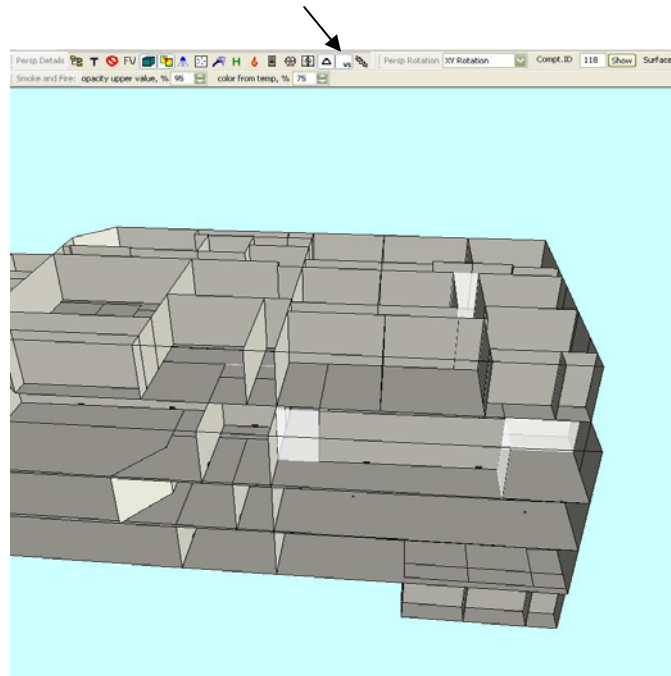 Persp Details T FV H VS Persp Rotation XY Rotation Compt.ID 118 Show Surface
Smoke and Fire: opacity upper value, % 95 color from temp, % 75